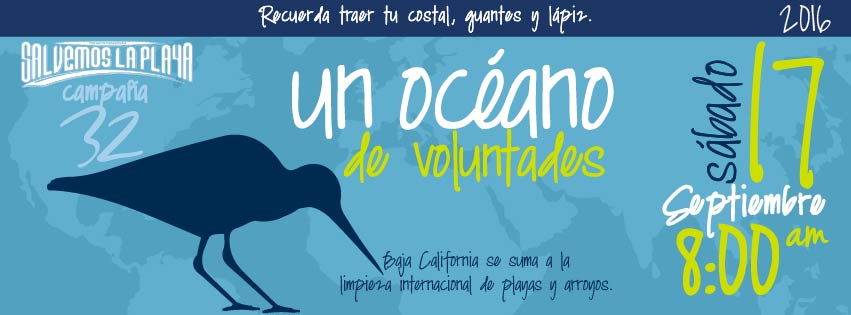 Recuerda traer tu costal, guantes y lápiz.
2016
SALVEMOS LA PLAYA
campaña
32
un océano
de voluntades
sábado
17
Septiembre
8:00 am
Baja California se suma a la
limpieza internacional de playas y arroyos.